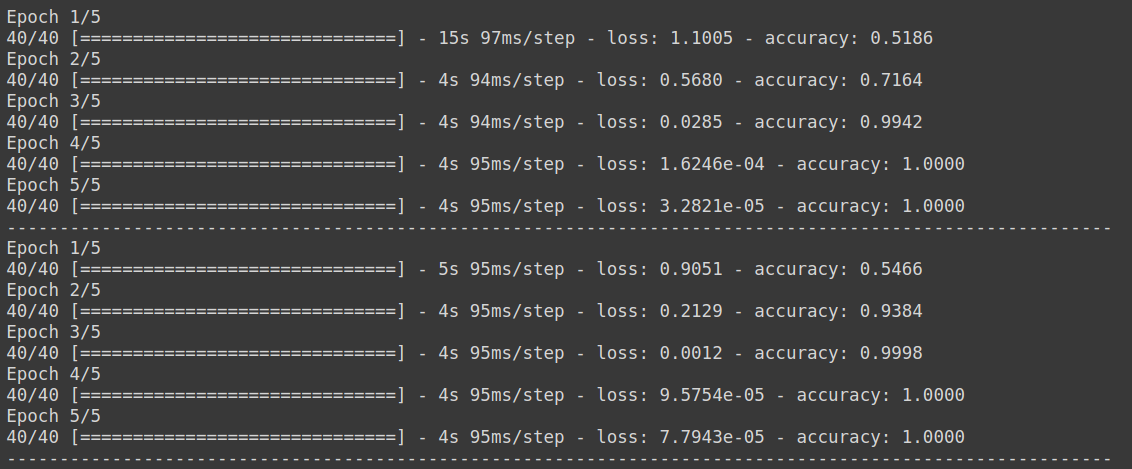 Epoch 1/5
40/40 [==============================] - 15s 97ms/step - loss: 1.1005 - accuracy: 0.5186
Epoch 2/5
40/40 [==============================] - 4s 94ms/step - loss: 0.5680 - accuracy: 0.7164
Epoch 3/5
40/40 [==============================] - 4s 94ms/step - loss: 0.0285 - accuracy: 0.9942
Epoch 4/5
40/40 [==============================] - 4s 95ms/step - loss: 1.6246e-04 - accuracy: 1.0000
Epoch 5/5
40/40 [==============================] - 4s 95ms/step - loss: 3.2821e-05 - accuracy: 1.0000
---------------------------------------------------------------------------------------------------------
Epoch 1/5
40/40 [==============================] - 5s 95ms/step - loss: 0.9051 - accuracy: 0.5466
Epoch 2/5
40/40 [==============================] - 4s 95ms/step - loss: 0.2129 - accuracy: 0.9384
Epoch 3/5
40/40 [==============================] - 4s 95ms/step - loss: 0.0012 - accuracy: 0.9998
Epoch 4/5
40/40 [==============================] - 4s 95ms/step - loss: 9.5754e-05 - accuracy: 1.0000
Epoch 5/5
40/40 [==============================] - 4s 95ms/step - loss: 7.7943e-05 - accuracy: 1.0000
---------------------------------------------------------------------------------------------------------